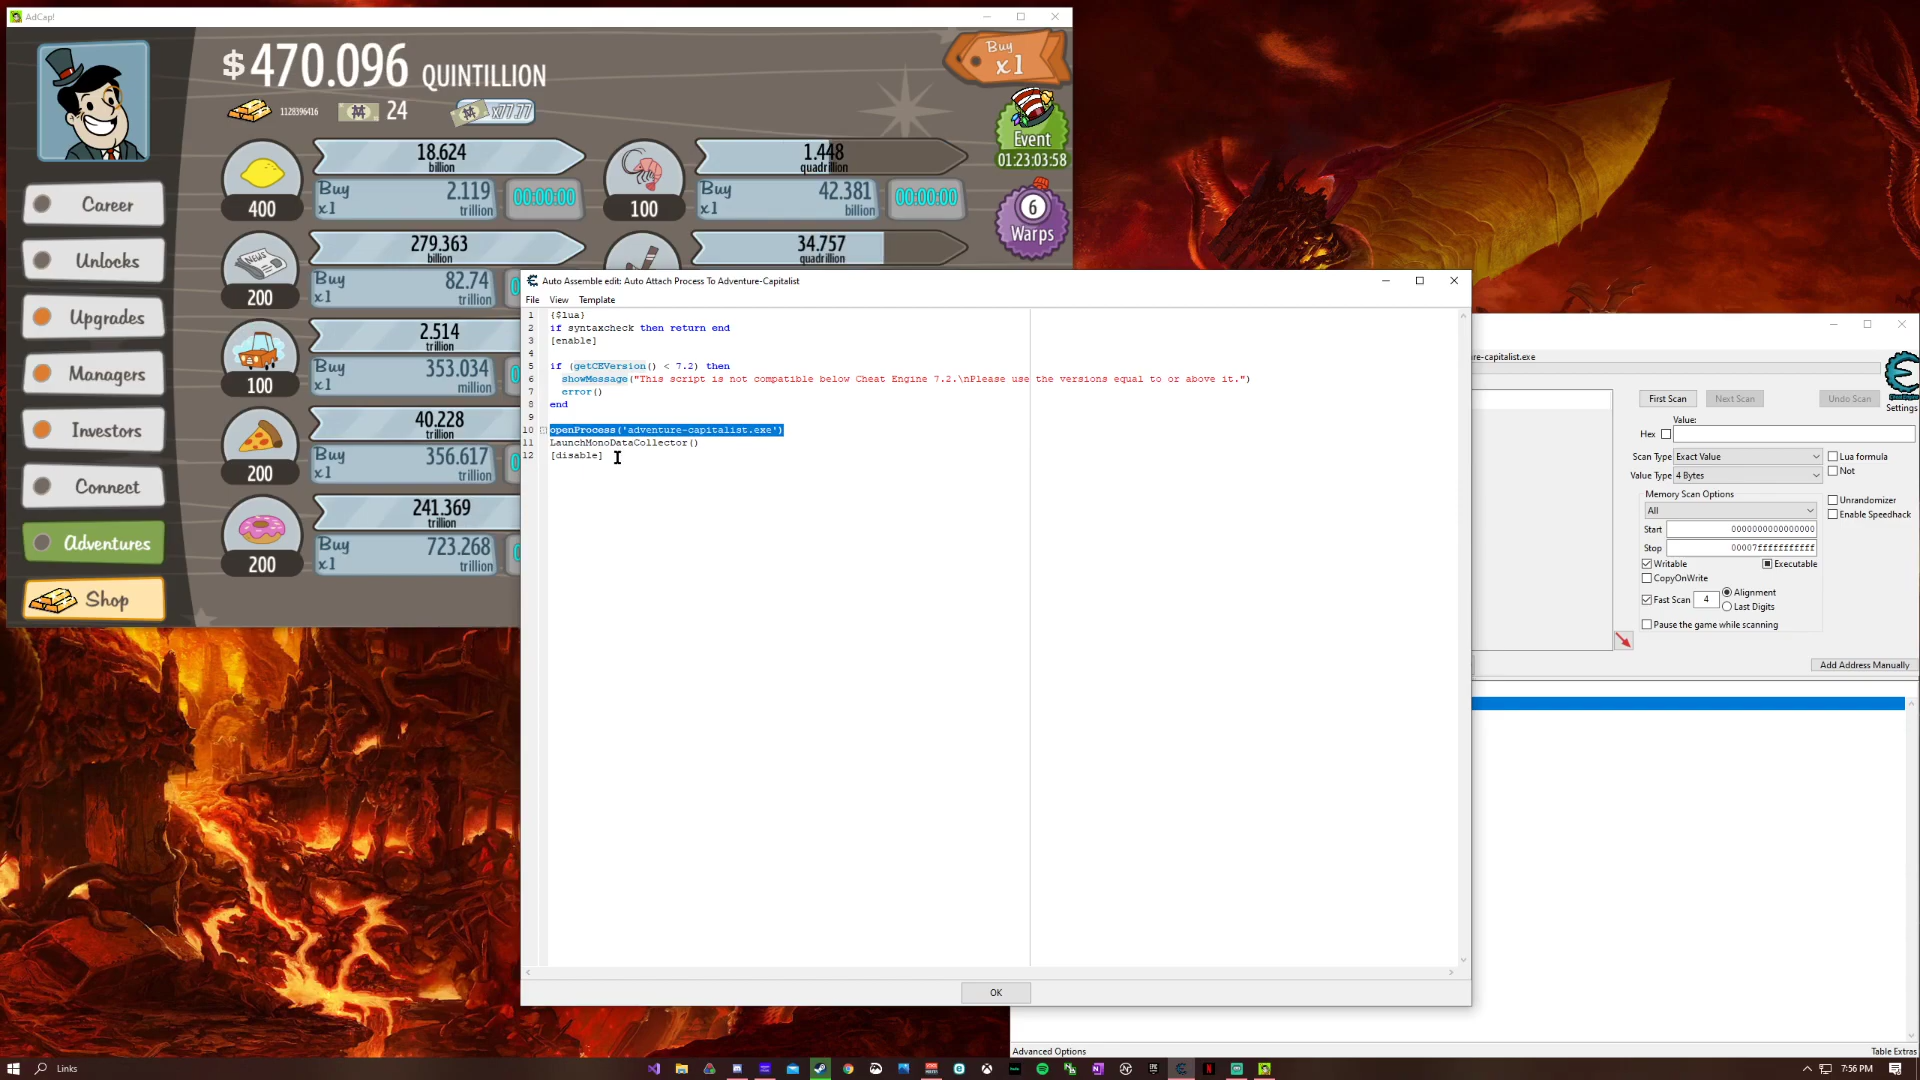 AdCap!
$470.096 QUINTILLION
1128396416
24
x77.77
Buy
x1
Event
01:23:03:58
6
Warps
Career
Unlocks
Upgrades
Managers
Investors
Connect
Adventures
Shop
18.624
billion
Buy
x1
2.119
trillion
00:00:00
400
1.448
quadrillion
Buy
x1
42.381
billion
00:00:00
100
NEWS
279.363
billion
Buy
x1
82.74
trillion
200
34.757
quadrillion
2.514
trillion
Buy
x1
353.034
million
100
40.228
trillion
Buy
x1
356.617
billion
200
241.369
trillion
Buy
x1
723.268
trillion
200
Auto Assemble edit: Auto Attach Process To Adventure-Capitalist
File View Template
1 {$lua}
2 if syntaxcheck then return end
3 [enable]
4
5 if (getCEVersion() < 7.2) then
6 showMessage("This script is not compatible below Cheat Engine 7.2.\nPlease use the versions equal to or above it.")
7 error()
8 end
9
10 openProcess('adventure-capitalist.exe')
11 LaunchMonoDataCollector()
12 [disable]
OK
re-capitalist.exe
First Scan Next Scan Undo Scan
Settings
Value:
Hex
Scan Type Exact Value
Lua formula
Not
Value Type 4 Bytes
Memory Scan Options
All
Unrandomizer
Enable Speedhack
Start 0000000000000000
Stop 00007fffffffffff
Writable Executable
CopyOnWrite
Fast Scan 4 Alignment
Last Digits
Pause the game while scanning
Add Address Manually
Advanced Options
Table Extras
Links
7:56 PM